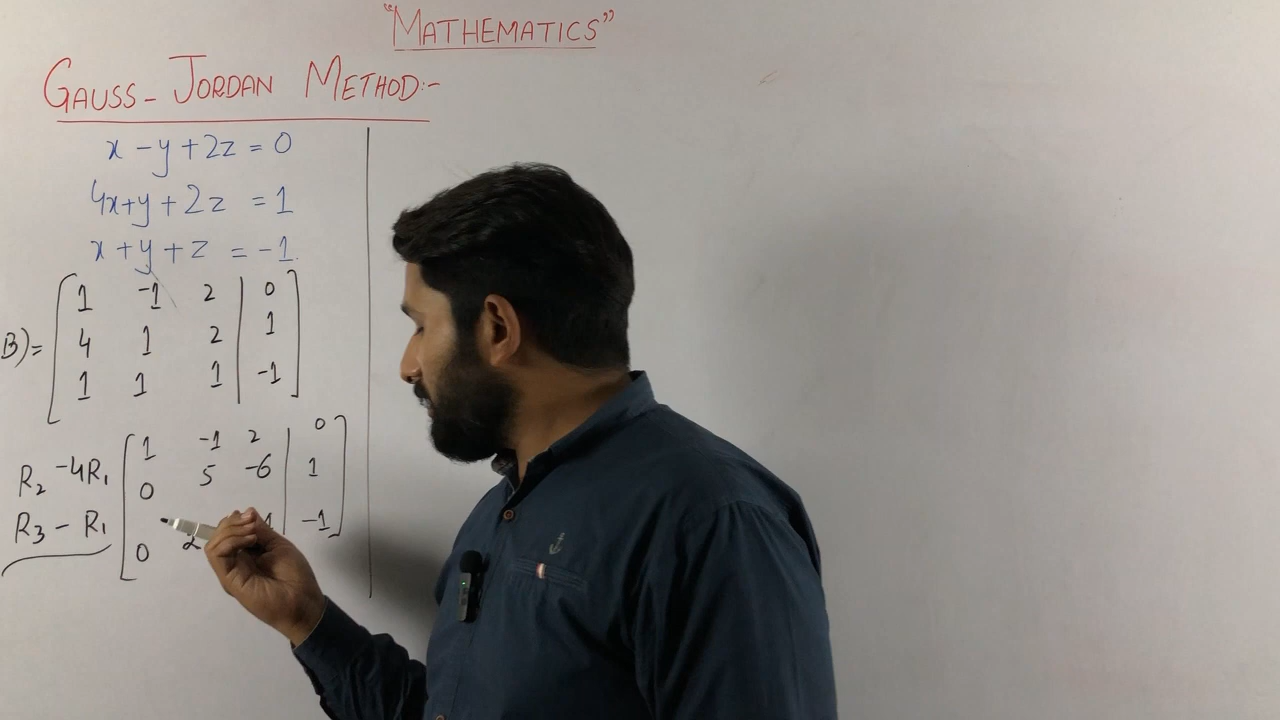 "MATHEMATICS"
GAUSS-JORDAN METHOD:-
x - y + 2z = 0
4x + y + 2z = 1
x + y + z = -1
B) =
1 -1 2 | 0
4 1 2 | 1
1 1 1 | -1
R₂ - 4R₁
R₃ - R₁
1 -1 2 | 0
0 5 -6 | 1
0 2 | -1